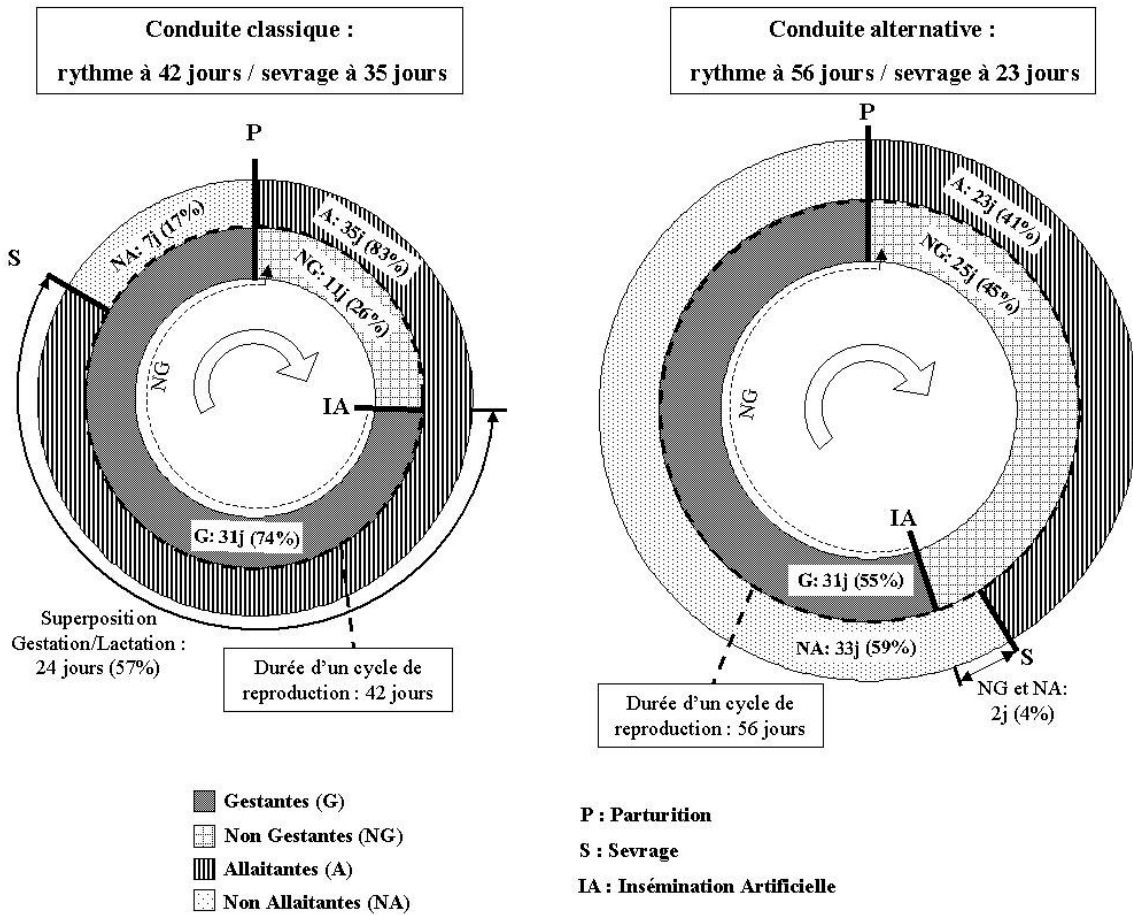 Conduite classique :
rythme à 42 jours / sevrage à 35 jours
P
S
NA: 7j (17%)
A: 35j (83%)
NG: 11j (26%)
NG
IA
G: 31j (74%)
Superposition
Gestation/Lactation :
24 jours (57%)
Durée d’un cycle de
reproduction : 42 jours
Conduite alternative :
rythme à 56 jours / sevrage à 23 jours
P
A: 23j (41%)
NG: 25j (45%)
NG
IA
G: 31j (55%)
NA: 33j (59%)
S
NG et NA:
2j (4%)
Durée d’un cycle de
reproduction : 56 jours
Gestantes (G)
Non Gestantes (NG)
Allaitantes (A)
Non Allaitantes (NA)
P : Parturition
S : Sevrage
IA : Insémination Artificielle